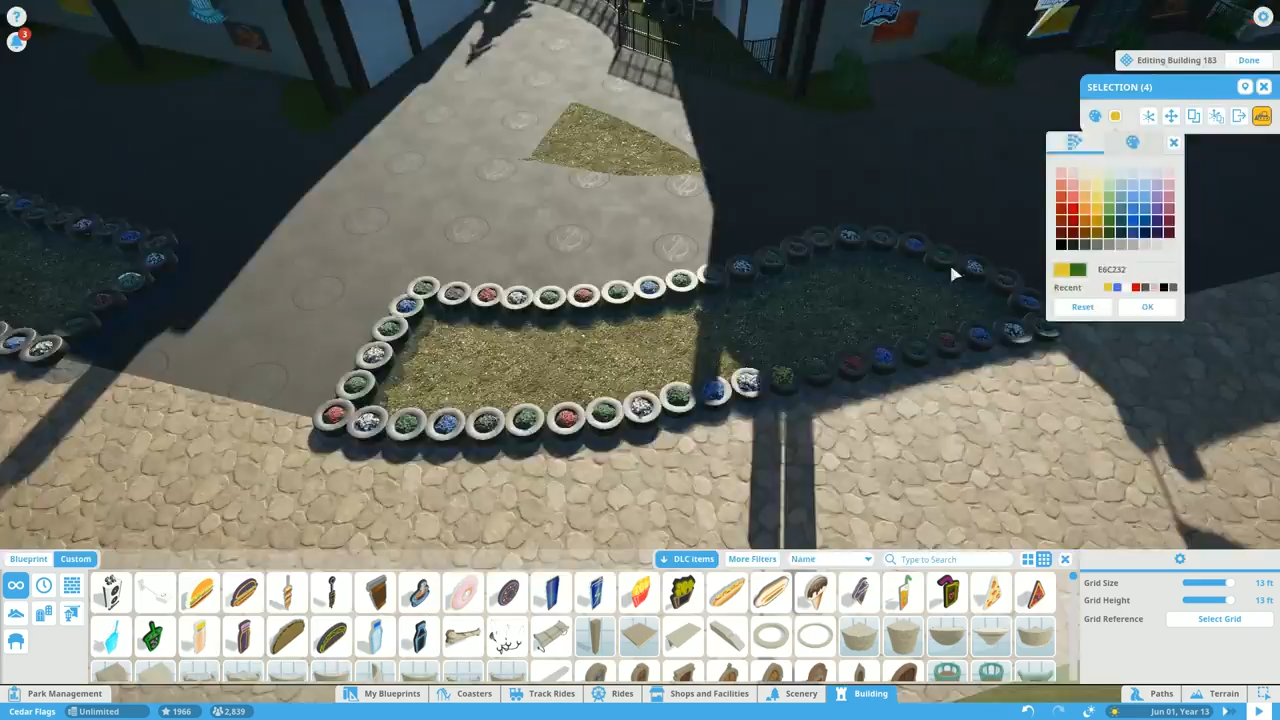 ?
3
Editing Building 183
Done
SELECTION (4)
E6C232
Recent
Reset
OK
Blueprint
Custom
DLC items
More Filters
Name
Type to Search
Grid Size
13 ft
Grid Height
13 ft
Grid Reference
Select Grid
Park Management
My Blueprints
Coasters
Track Rides
Rides
Shops and Facilities
Scenery
Building
Paths
Terrain
Cedar Flags
Unlimited
1966
2,839
Jun 01, Year 13